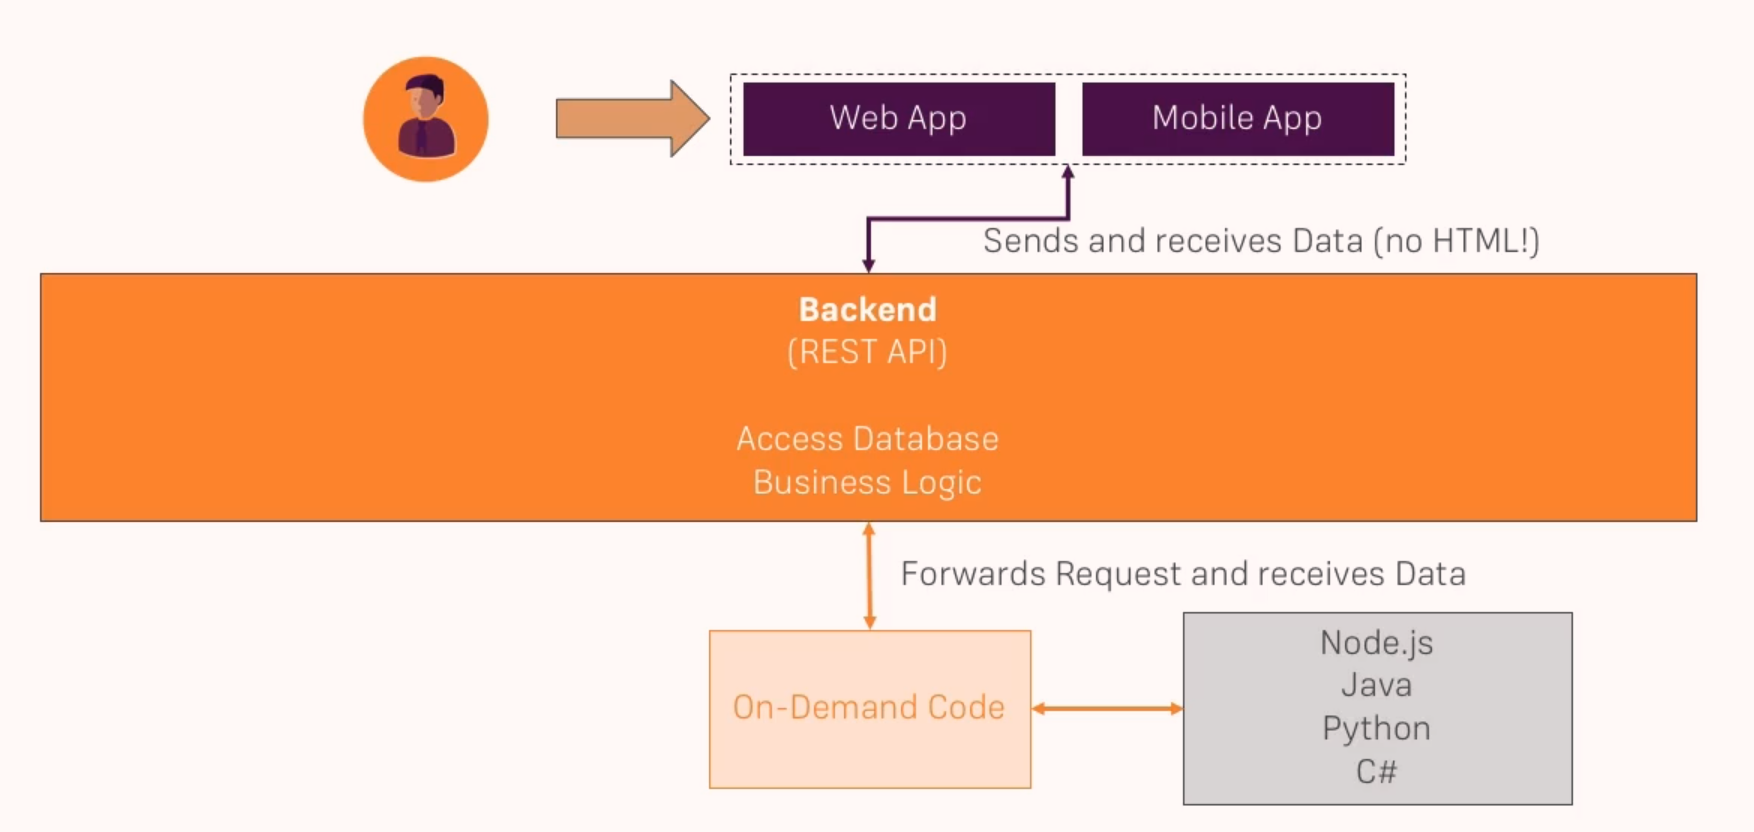 Web App
Mobile App
Sends and receives Data (no HTML!)
Backend
(REST API)
Access Database
Business Logic
Forwards Request and receives Data
On-Demand Code
Node.js
Java
Python
C#